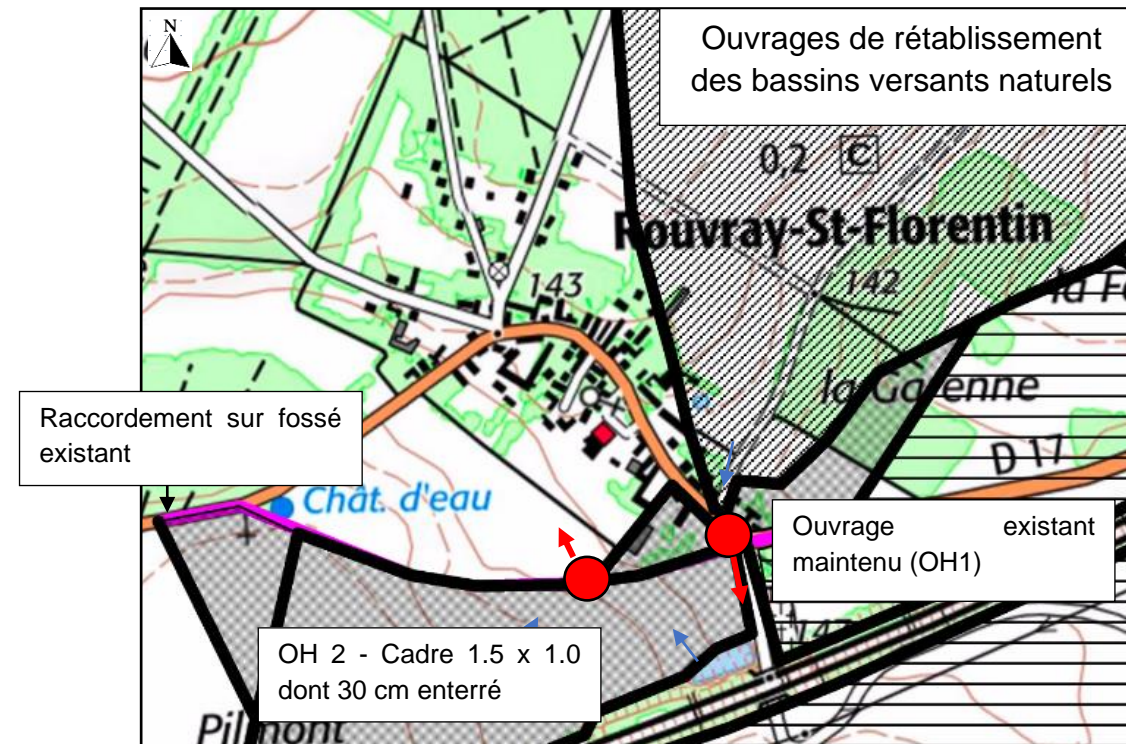 N
Ouvrages de rétablissement
des bassins versants naturels
0,2 C
Rouvray-St-Florentin
142
143
la Garenne
D 17
Raccordement sur fossé
existant
Chât. d'eau
Ouvrage existant
maintenu (OH1)
OH 2 - Cadre 1.5 x 1.0
dont 30 cm enterré